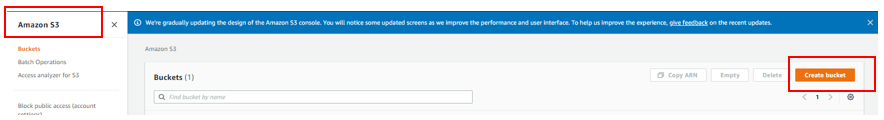 Amazon S3
We're gradually updating the design of the Amazon S3 console. You will notice some updated screens as we improve the performance and user interface. To help us improve the experience, give feedback on the recent updates.
Buckets
Batch Operations
Access analyzer for S3
Block public access (account
settings)
Amazon S3
Buckets (1)
Copy ARN
Empty
Delete
Create bucket
Find bucket by name
1